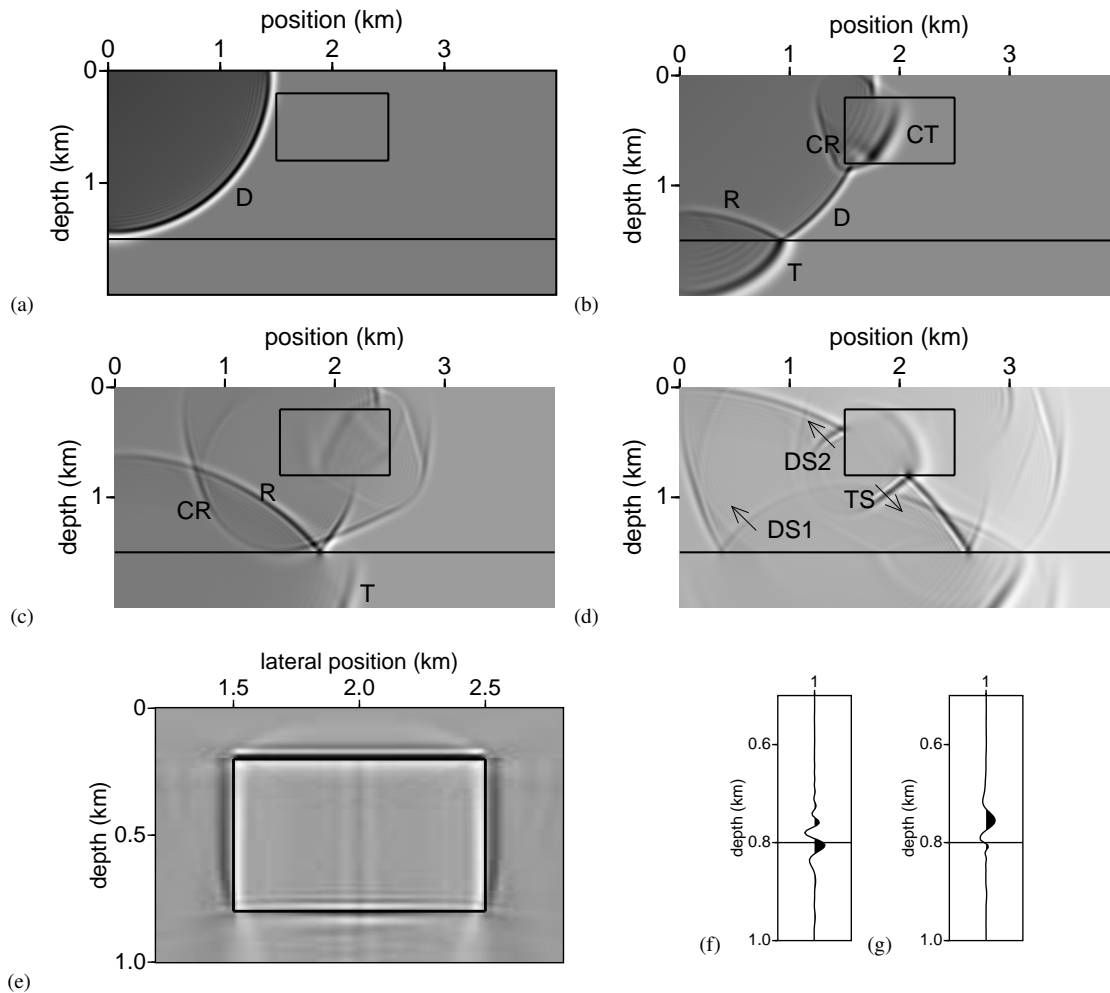 position (km)
0 1 2 3
0
1
depth (km)
D
(a)
position (km)
0 1 2 3
0
1
depth (km)
CR
CT
R
D
T
(b)
position (km)
0 1 2 3
0
1
depth (km)
CR
R
T
(c)
position (km)
0 1 2 3
0
1
depth (km)
DS2
TS
DS1
(d)
lateral position (km)
1.5 2.0 2.5
0
0.5
1.0
depth (km)
(e)
1
0.6
0.8
1.0
depth (km)
(f)
1
0.6
0.8
1.0
depth (km)
(g)